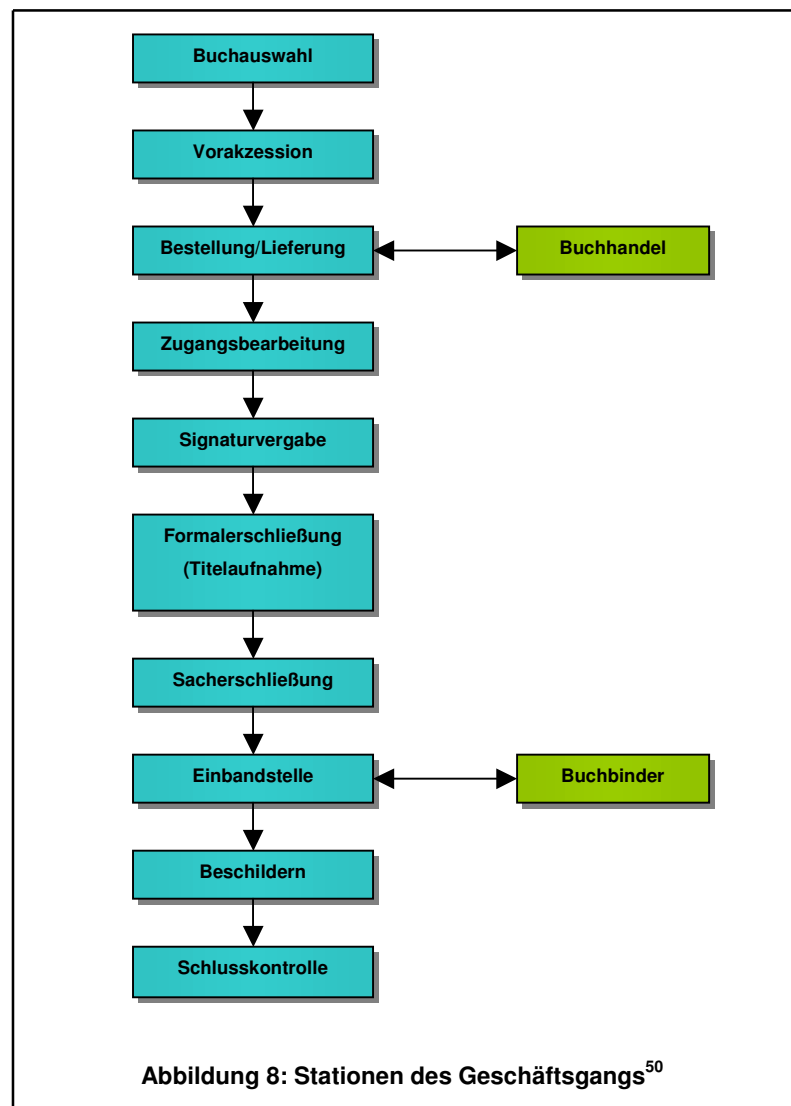 Buchauswahl
Vorakzession
Bestellung/Lieferung
Buchhandel
Zugangsbearbeitung
Signaturvergabe
Formalerschließung
(Titelaufnahme)
Sacherschließung
Einbandstelle
Buchbinder
Beschildern
Schlusskontrolle
Abbildung 8: Stationen des Geschäftsgangs50